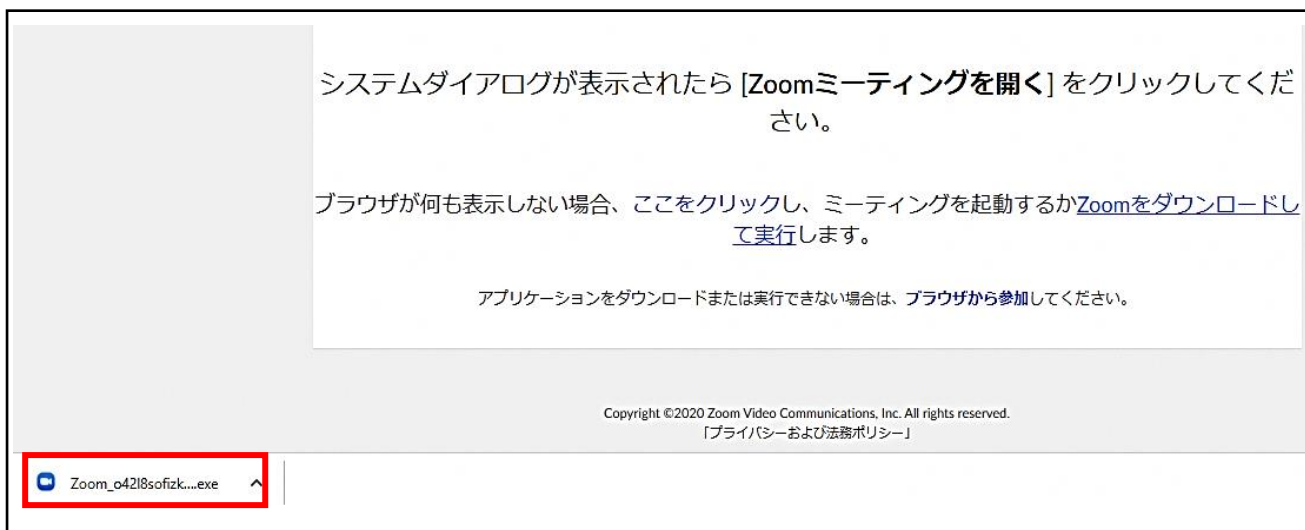 システムダイアログが表示されたら [Zoomミーティングを開く] をクリックしてくだ
さい。
ブラウザが何も表示しない場合、ここをクリックし、ミーティングを起動するかZoomをダウンロードし
て実行します。
アプリケーションをダウンロードまたは実行できない場合は、ブラウザから参加してください。
Copyright ©2020 Zoom Video Communications, Inc. All rights reserved.
「プライバシーおよび法務ポリシー」
Zoom_o42l8sofizk....exe